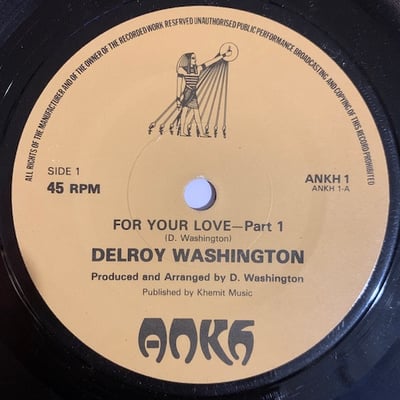 ALL RIGHTS OF THE MANUFACTURER AND OF THE OWNER OF THE RECORDED WORK RESFRVED UNAUTHORISED PUBLIC PERFORMANCE BROADCASTING AND COPYING OF THIS RECORD PROHIBITED
SIDE 1
45 RPM
ANKH 1
ANKH 1-A
FOR YOUR LOVE—Part 1
(D. Washington)
DELROY WASHINGTON
Produced and Arranged by D. Washington
Published by Khemit Music
ANKh